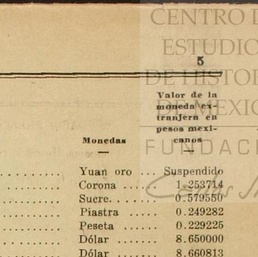 CENTRO D
ESTUDIO
5
DE HISTO
Valor de la
moneda ex-
DE MEXIC
tranjera en
pesos mexi-
Monedas canos
FUNDAC
Yuan oro ... Suspendido
Corona ...... 1.253714
Sucre....... 0.579550
Piastra ..... 0.249282
Peseta ...... 0.229225
Dólar ....... 8.650000
Dólar ....... 8.660813